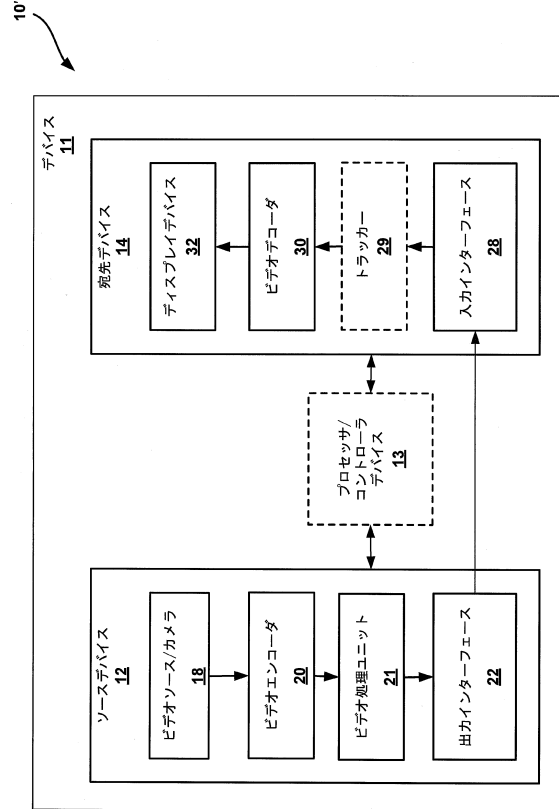 10'
デバイス
11
ソースデバイス
12
ビデオソース/カメラ
18
ビデオエンコーダ
20
ビデオ処理ユニット
21
出力インターフェース
22
プロセッサ/
コントローラ
デバイス
13
宛先デバイス
14
ディスプレイデバイス
32
ビデオデコーダ
30
トラッカー
29
入力インターフェース
28